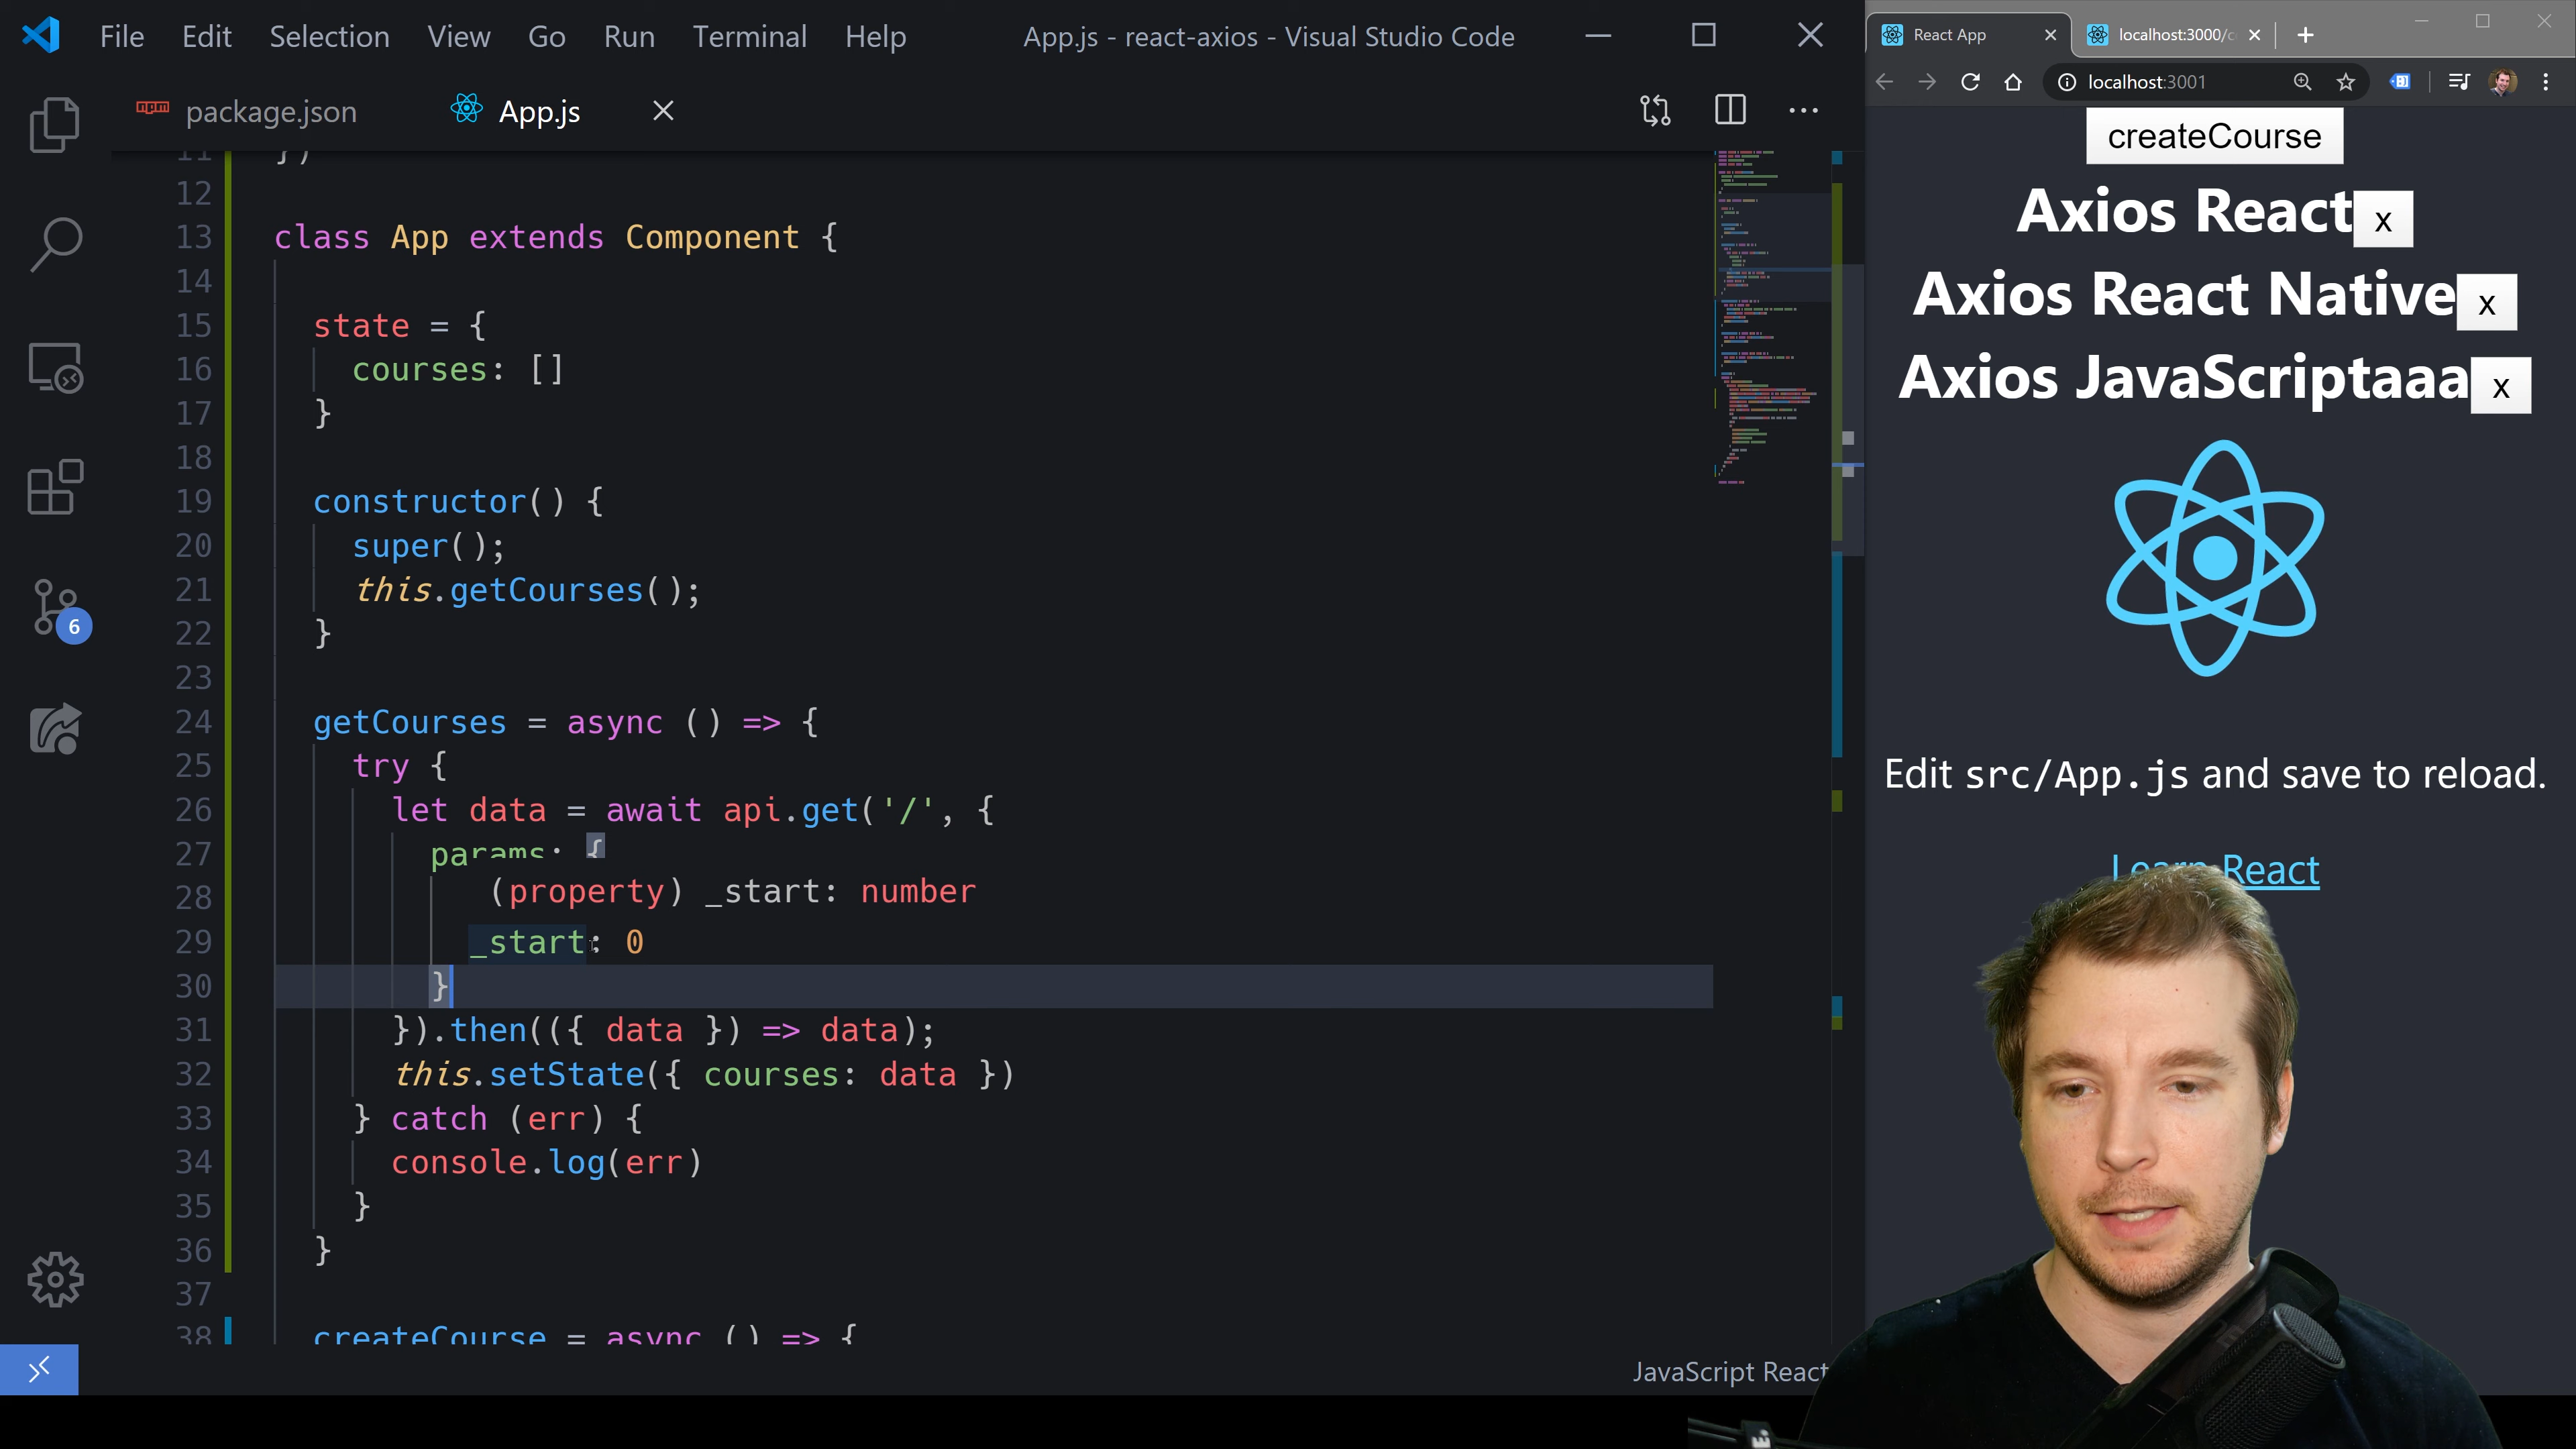 File Edit Selection View Go Run Terminal Help
App.js - react-axios - Visual Studio Code
package.json
App.js
11 })
12
13 class App extends Component {
14
15 state = {
16 courses: []
17 }
18
19 constructor() {
20 super();
21 this.getCourses();
22 }
23
24 getCourses = async () => {
25 try {
26 let data = await api.get('/', {
27 params: {
28 (property) _start: number
29 _start: 0
30 }
31 }).then(({ data }) => data);
32 this.setState({ courses: data })
33 } catch (err) {
34 console.log(err)
35 }
36 }
37
38 createCourse = async () => {
6
JavaScript React
React App
localhost:3000/c
localhost:3001
createCourse
Axios React x
Axios React Native x
Axios JavaScriptaaa x
Edit src/App.js and save to reload.
Learn React